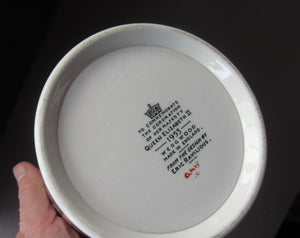 TO COMMEMORATE
THE CORONATION
OF HER MAJESTY
QUEEN ELIZABETH II
1953
WEDGWOOD
MADE IN ENGLAND
FROM THE DESIGN BY
ERIC RAVILIOUS.